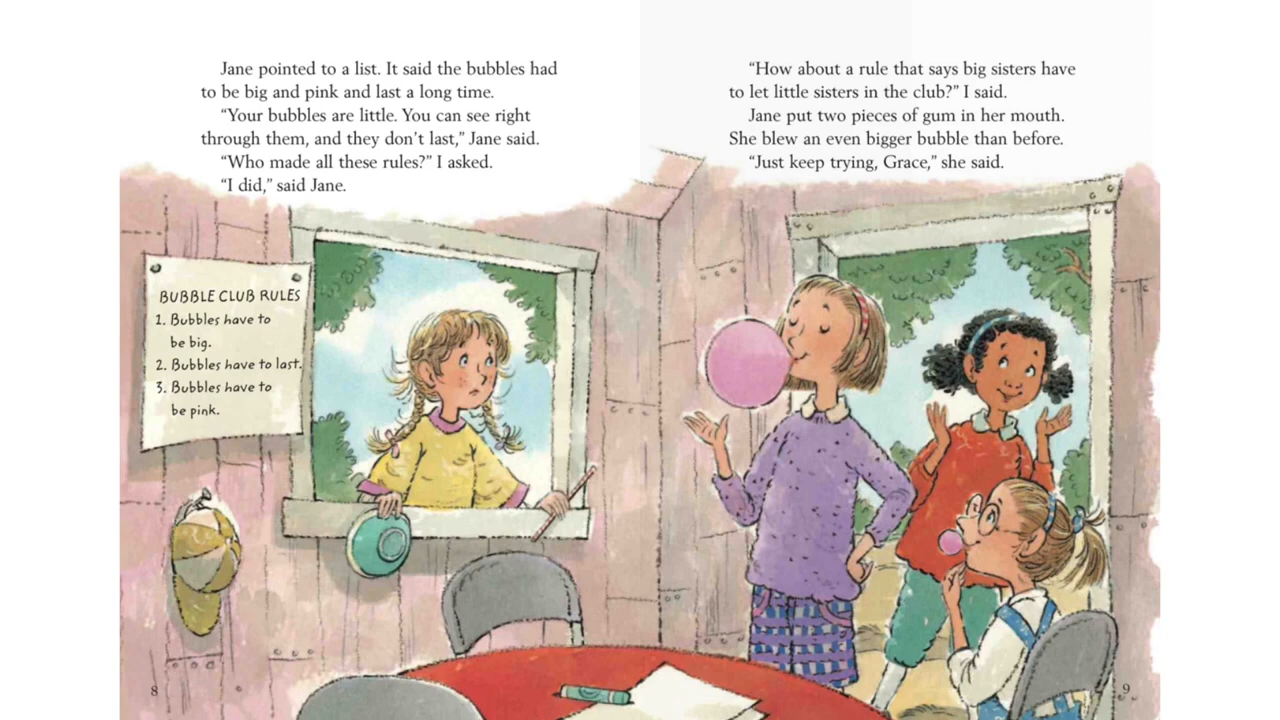 Jane pointed to a list. It said the bubbles had
to be big and pink and last a long time.
“Your bubbles are little. You can see right
through them, and they don’t last,” Jane said.
“Who made all these rules?” I asked.
“I did,” said Jane.
BUBBLE CLUB RULES
1. Bubbles have to
be big.
2. Bubbles have to last.
3. Bubbles have to
be pink.
8
“How about a rule that says big sisters have
to let little sisters in the club?” I said.
Jane put two pieces of gum in her mouth.
She blew an even bigger bubble than before.
“Just keep trying, Grace,” she said.
9